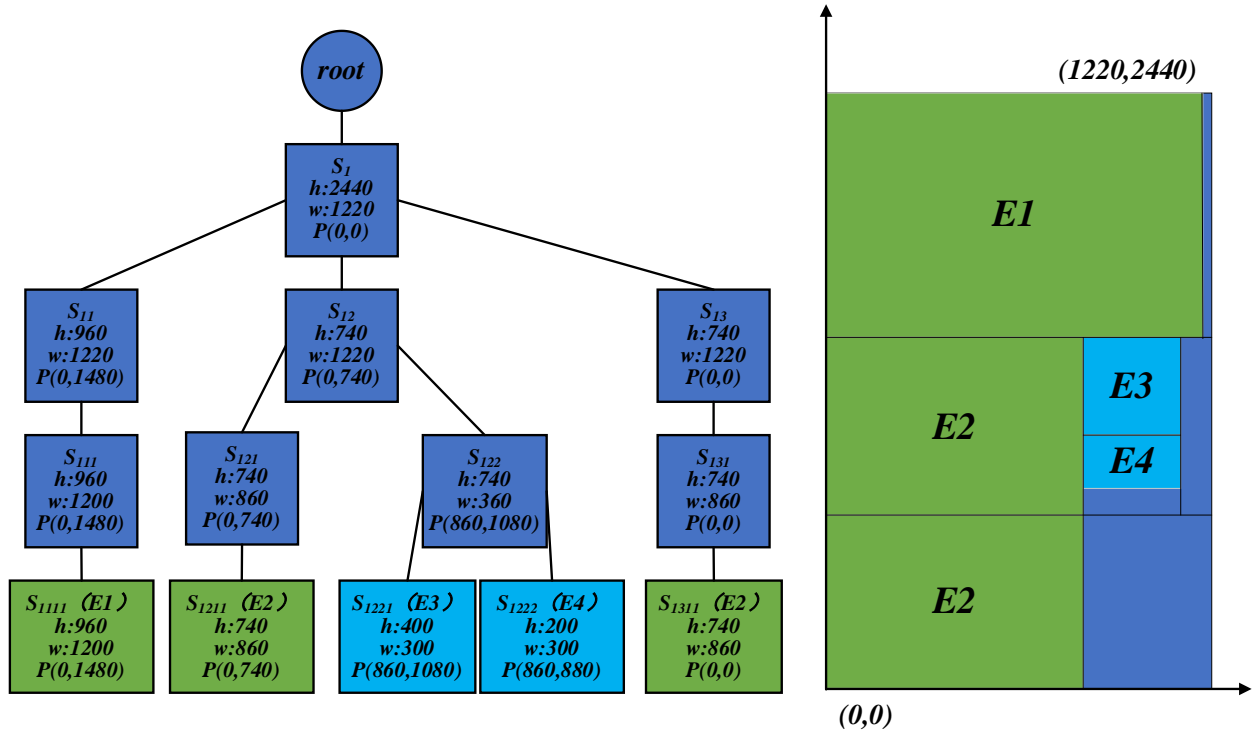 root
S1
h:2440
w:1220
P(0,0)
S11
h:960
w:1220
P(0,1480)
S12
h:740
w:1220
P(0,740)
S13
h:740
w:1220
P(0,0)
S111
h:960
w:1200
P(0,1480)
S121
h:740
w:860
P(0,740)
S122
h:740
w:360
P(860,1080)
S131
h:740
w:860
P(0,0)
S1111（E1）
h:960
w:1200
P(0,1480)
S1211（E2）
h:740
w:860
P(0,740)
S1221（E3）
h:400
w:300
P(860,1080)
S1222（E4）
h:200
w:300
P(860,880)
S1311（E2）
h:740
w:860
P(0,0)
(1220,2440)
E1
E2
E3
E4
E2
(0,0)